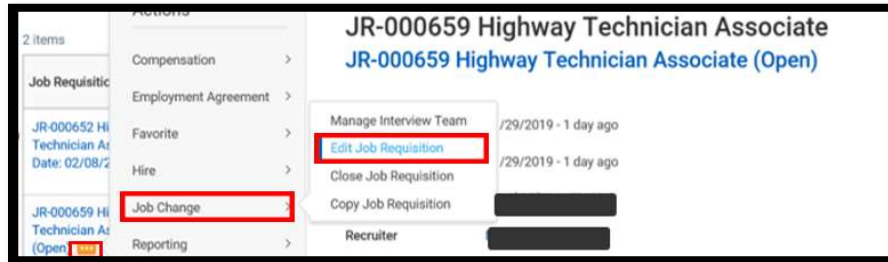 Actions
JR-000659 Highway Technician Associate
JR-000659 Highway Technician Associate (Open)
2 items
Job Requisitio
JR-000652 Hi
Technician As
Date: 02/08/2
JR-000659 Hi
Technician As
(Open)
Compensation
Employment Agreement
Favorite
Hire
Job Change
Reporting
Manage Interview Team
Edit Job Requisition
Close Job Requisition
Copy Job Requisition
/29/2019 - 1 day ago
/29/2019 - 1 day ago
Recruiter